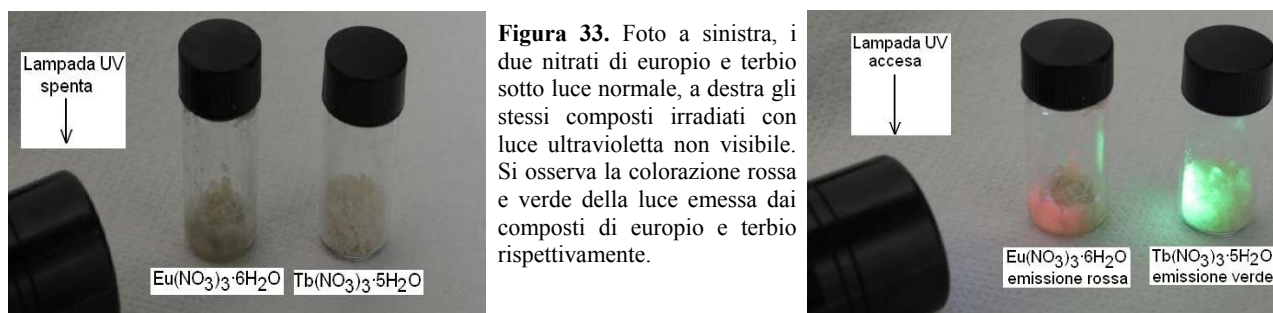 Lampada UV
spenta
Eu(NO3)3·6H2O
Tb(NO3)3·5H2O
Figura 33. Foto a sinistra, i
due nitrati di europio e terbio
sotto luce normale, a destra gli
stessi composti irradiati con
luce ultravioletta non visibile.
Si osserva la colorazione rossa
e verde della luce emessa dai
composti di europio e terbio
rispettivamente.
Lampada UV
accesa
Eu(NO3)3·6H2O
emissione rossa
Tb(NO3)3·5H2O
emissione verde